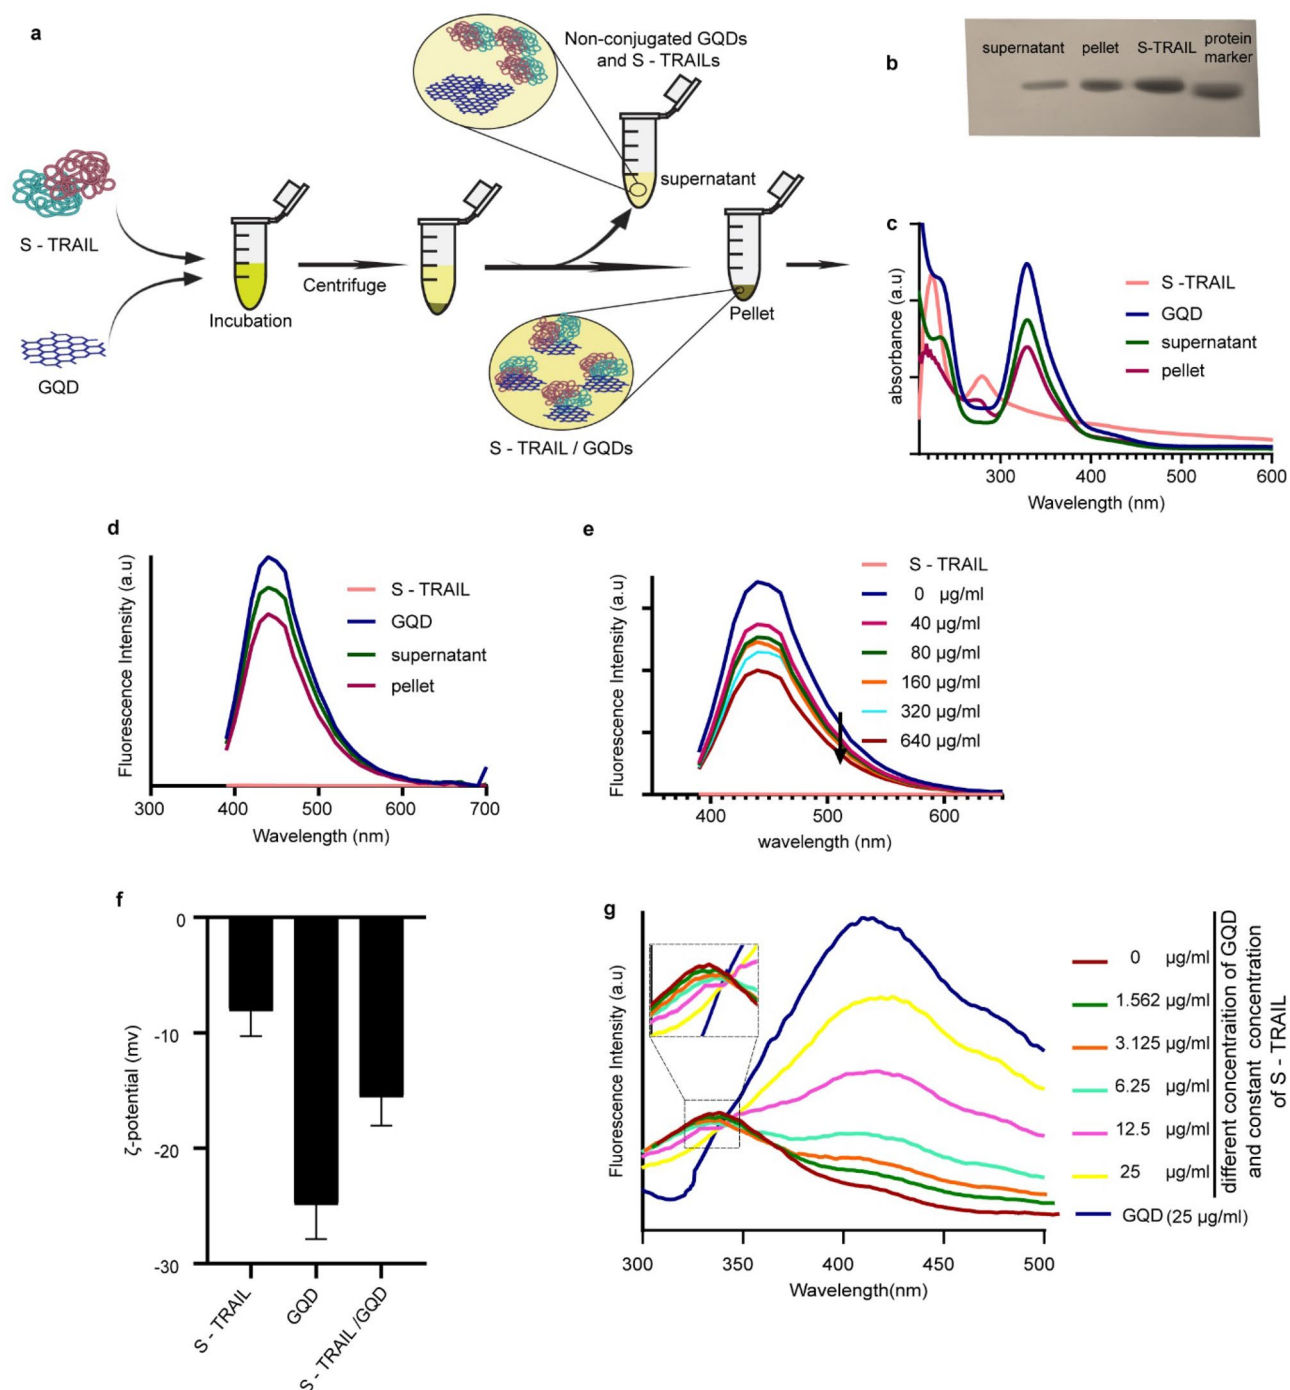 a
Non-conjugated GQDs
and S - TRAILs
supernatant
S - TRAIL
GQD
Incubation
Centrifuge
Pellet
S - TRAIL / GQDs
b
supernatant
pellet
S-TRAIL
protein
marker
c
absorbance (a.u)
S -TRAIL
GQD
supernatant
pellet
300
400
500
600
Wavelength (nm)
d
Fluorescence Intensity (a.u)
S - TRAIL
GQD
supernatant
pellet
300
400
500
600
700
Wavelength (nm)
e
Fluorescence Intensity (a.u)
S - TRAIL
0 µg/ml
40 µg/ml
80 µg/ml
160 µg/ml
320 µg/ml
640 µg/ml
400
500
600
wavelength (nm)
f
ζ-potential (mv)
0
-10
-20
-30
S - TRAIL
GQD
S - TRAIL /GQD
g
Fluorescence Intensity (a.u)
300
350
400
450
500
Wavelength(nm)
0 µg/ml
1.562 µg/ml
3.125 µg/ml
6.25 µg/ml
12.5 µg/ml
25 µg/ml
GQD (25 µg/ml)
different concentraition of GQD
and constant concentration
of S - TRAIL